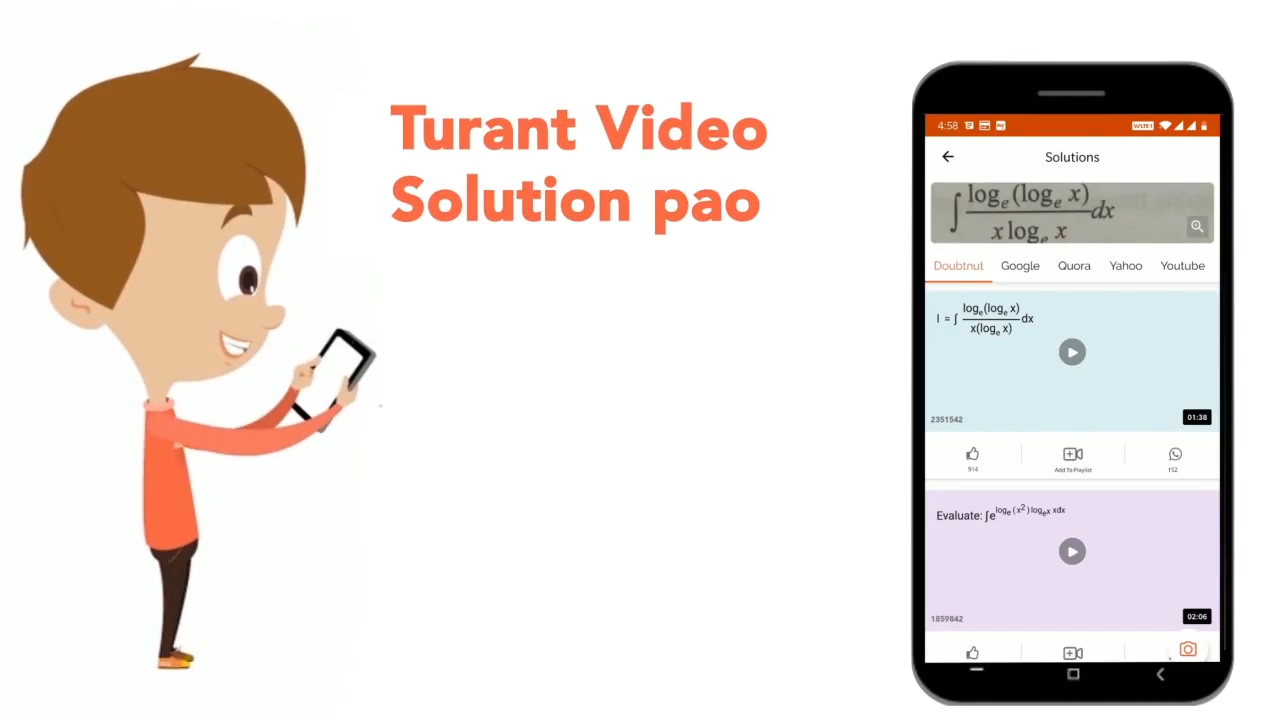 Turant Video
Solution pao
4:58
VoLTE1
Solutions
∫ logₑ(logₑ x) / x logₑ x dx
Doubtnut Google Quora Yahoo Youtube
I = ∫ logₑ(logₑ x) / x(logₑ x) dx
2351542 01:38
914 Add To Playlist 152
Evaluate: ∫e^logₑ(x²)logₑx xdx
1859842 02:06